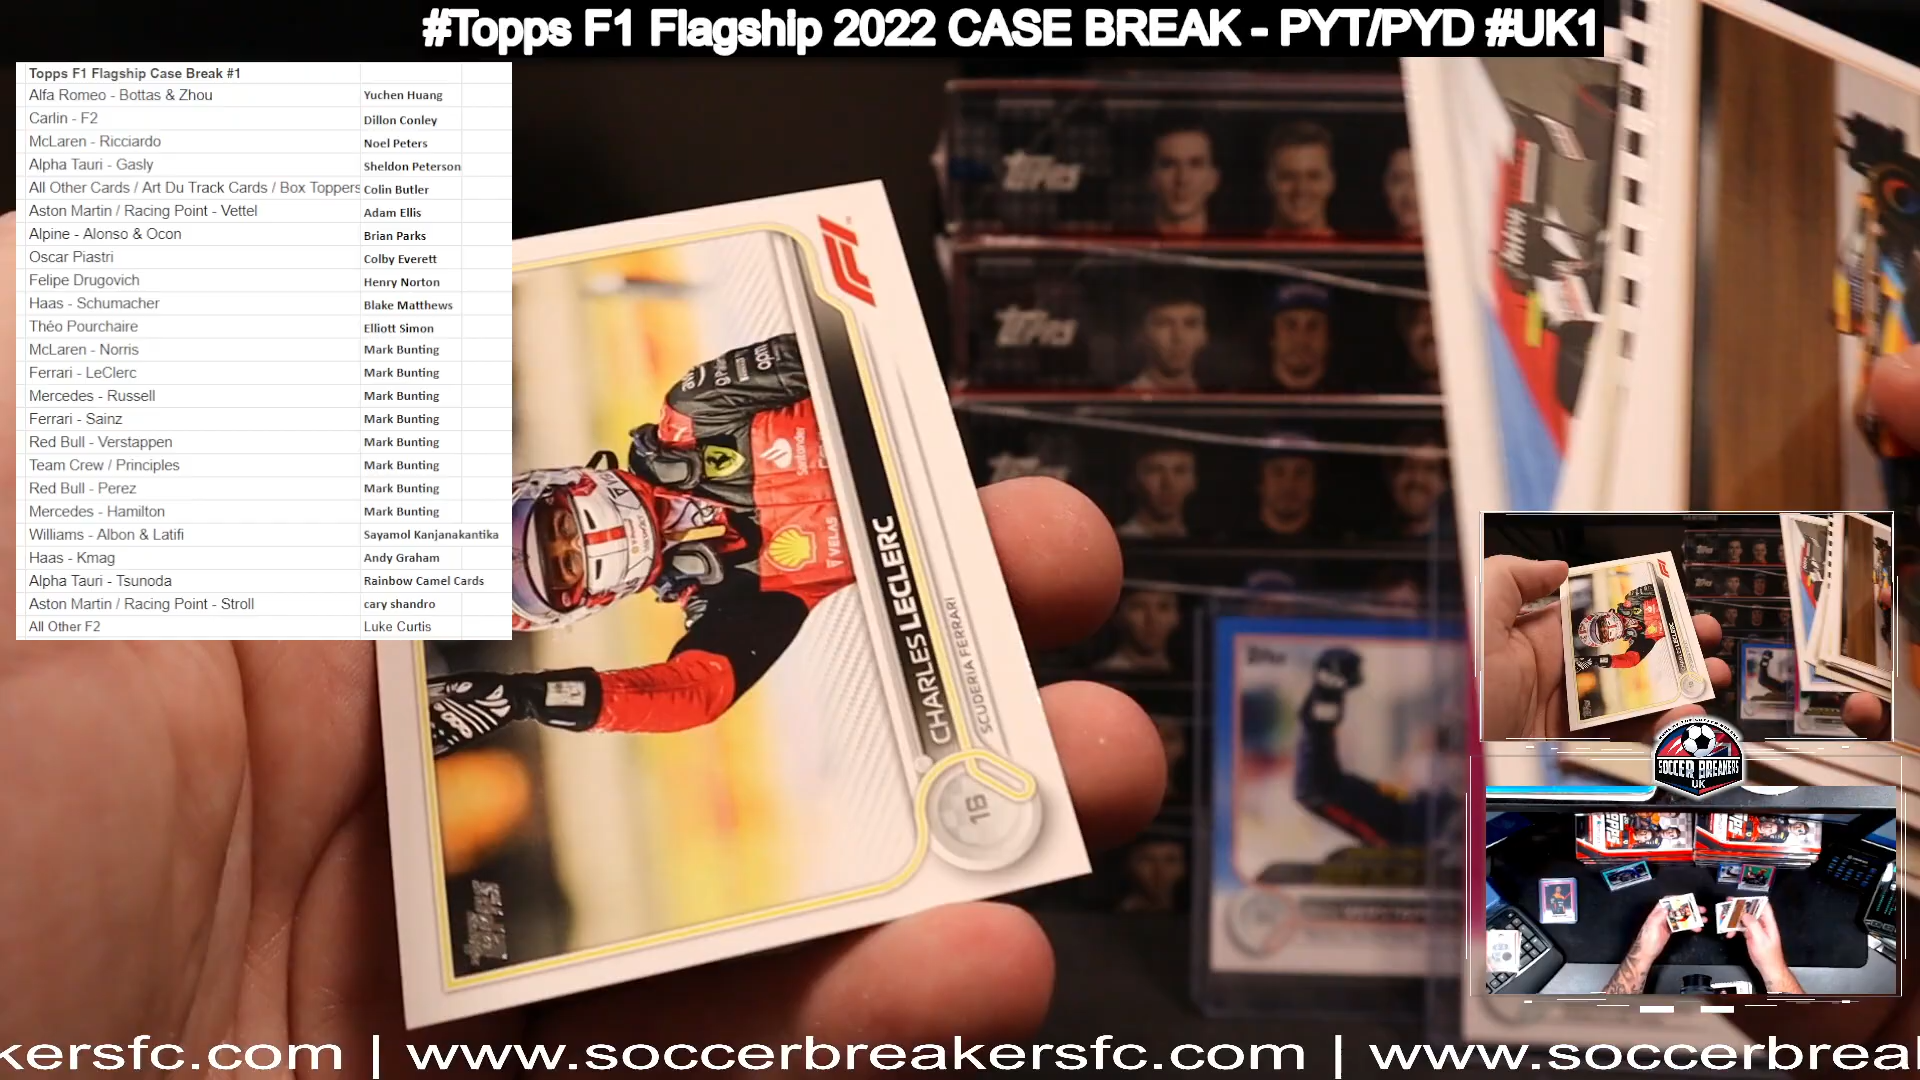 #Topps F1 Flagship 2022 CASE BREAK - PYT/PYD #UK1
Topps F1 Flagship Case Break #1
Alfa Romeo - Bottas & Zhou Yuchen Huang
Carlin - F2 Dillon Conley
McLaren - Ricciardo Noel Peters
Alpha Tauri - Gasly Sheldon Peterson
All Other Cards / Art Du Track Cards / Box Toppers Colin Butler
Aston Martin / Racing Point - Vettel Adam Ellis
Alpine - Alonso & Ocon Brian Parks
Oscar Piastri Colby Everett
Felipe Drugovich Henry Norton
Haas - Schumacher Blake Matthews
Théo Pourchaire Elliott Simon
McLaren - Norris Mark Bunting
Ferrari - LeClerc Mark Bunting
Mercedes - Russell Mark Bunting
Ferrari - Sainz Mark Bunting
Red Bull - Verstappen Mark Bunting
Team Crew / Principles Mark Bunting
Red Bull - Perez Mark Bunting
Mercedes - Hamilton Mark Bunting
Williams - Albon & Latifi Sayamol Kanjanakantika
Haas - Kmag Andy Graham
Alpha Tauri - Tsunoda Rainbow Camel Cards
Aston Martin / Racing Point - Stroll cary shandro
All Other F2 Luke Curtis
F1
CHARLES LECLERC
SCUDERIA FERRARI
16
TOPPS
Santander
VELAS
Topps
Topps
SOCCER BREAKERS
UK
kersfc.com | www.soccerbreakersfc.com | www.soccerbreal